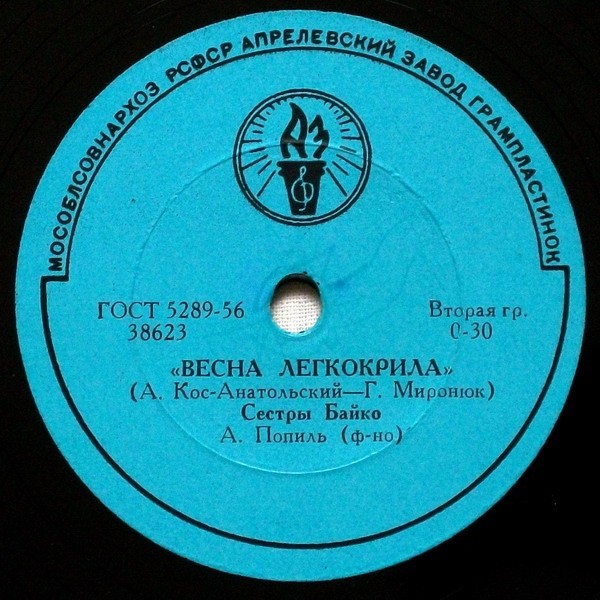 МОСОБЛСОВНАРХОЗ РСФСР АПРЕЛЕВСКИЙ ЗАВОД ГРАМПЛАСТИНОК
АЗ
ГОСТ 5289-56
38623
Вторая гр.
0-30
«ВЕСНА ЛЕГКОКРИЛА»
(А. Кос-Анатольский—Г. Миронюк)
Сестры Байко
А. Попиль (ф-но)